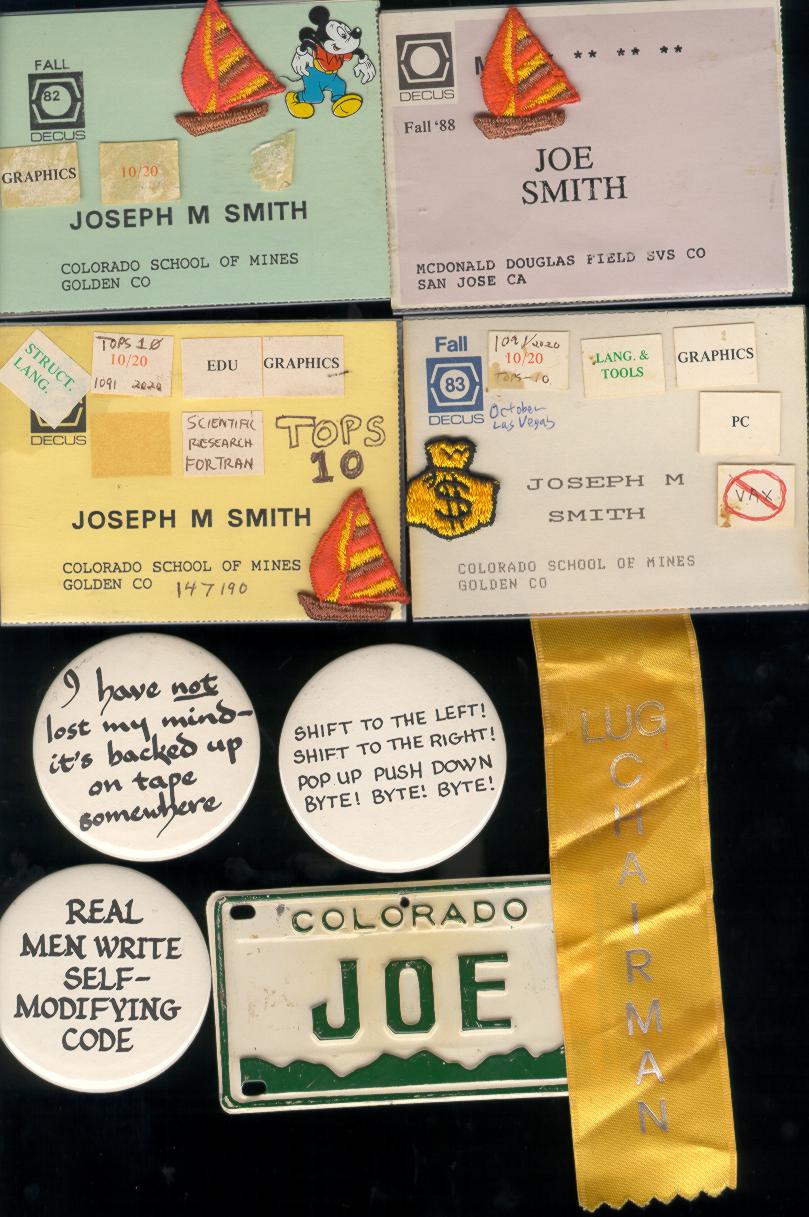 FALL
82
DECUS
GRAPHICS
10/20
JOSEPH M SMITH
COLORADO SCHOOL OF MINES
GOLDEN CO
** ** **
DECUS
Fall '88
JOE
SMITH
MCDONALD DOUGLAS FIELD SVS CO
SAN JOSE CA
STRUCT.
LANG.
TOPS 10
10/20
1091 2020
EDU
GRAPHICS
DECUS
SCIENTIFIC
RESEARCH
FORTRAN
TOPS
10
JOSEPH M SMITH
COLORADO SCHOOL OF MINES
GOLDEN CO 147190
Fall
83
DECUS
1091/2020
10/20
TOPS-10
LANG. &
TOOLS
GRAPHICS
October
Las Vegas
PC
VAX
$
JOSEPH M
SMITH
COLORADO SCHOOL OF MINES
GOLDEN CO
I have not
lost my mind-
it's backed up
on tape
somewhere
SHIFT TO THE LEFT!
SHIFT TO THE RIGHT!
POP UP PUSH DOWN
BYTE! BYTE! BYTE!
REAL
MEN WRITE
SELF-
MODIFYING
CODE
COLORADO
JOE
LUG
CHAIRMAN